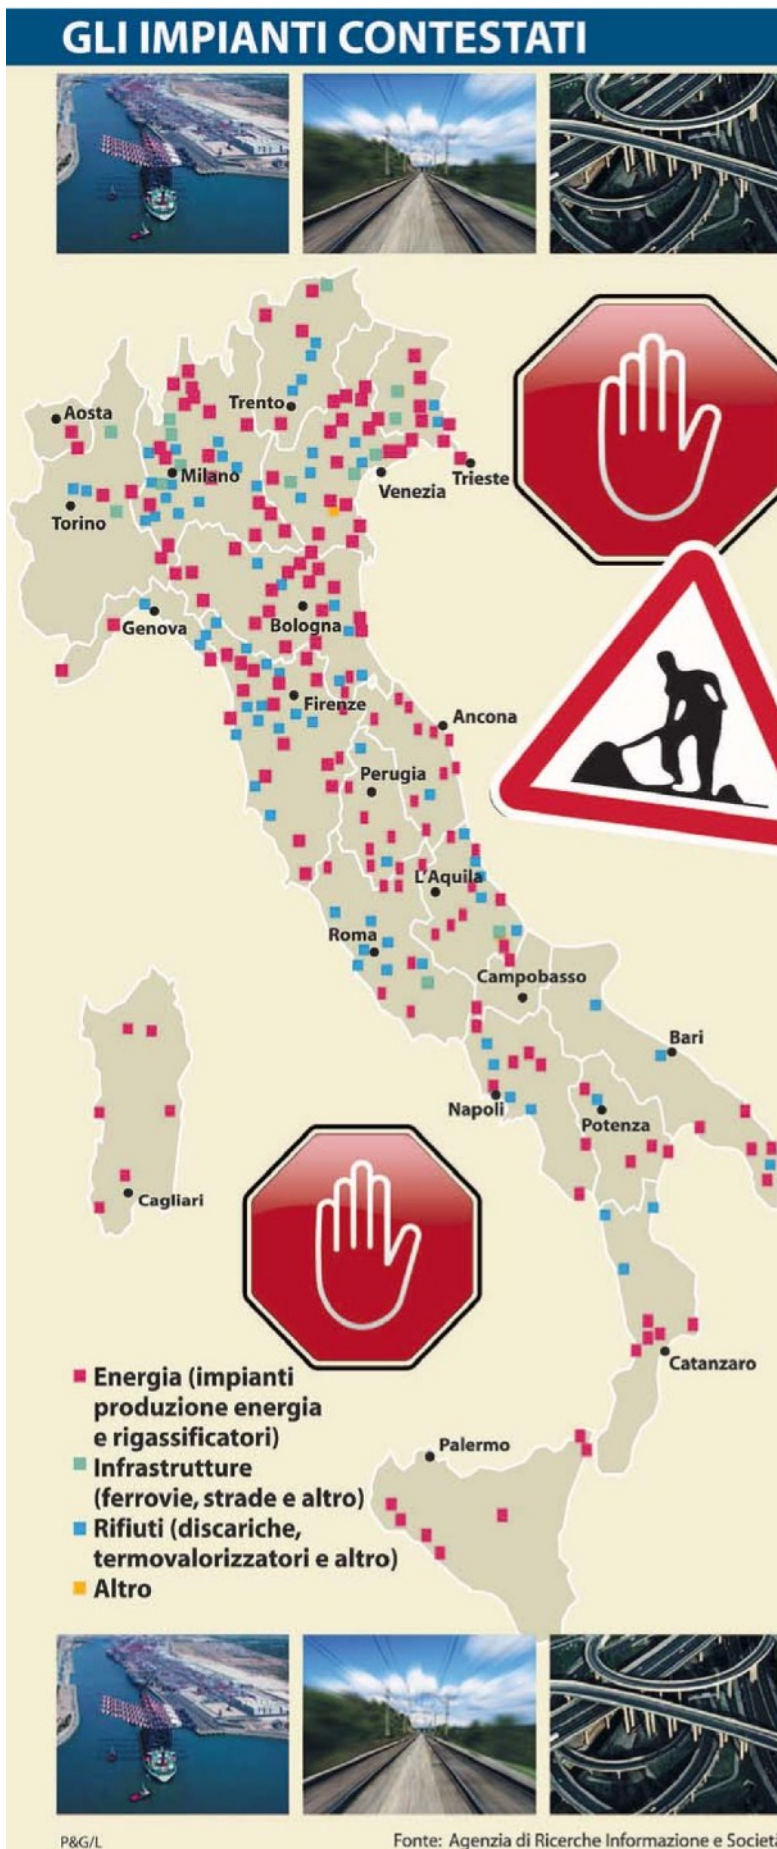 GLI IMPIANTI CONTESTATI
Aosta
Trento
Milano
Venezia
Trieste
Torino
Genova
Bologna
Firenze
Ancona
Perugia
L'Aquila
Roma
Campobasso
Bari
Napoli
Potenza
Cagliari
Catanzaro
Palermo
Energia (impianti
produzione energia
e rigassificatori)
Infrastrutture
(ferrovie, strade e altro)
Rifiuti (discariche,
termovalorizzatori e altro)
Altro
P&G/L
Fonte: Agenzia di Ricerche Informazione e Società